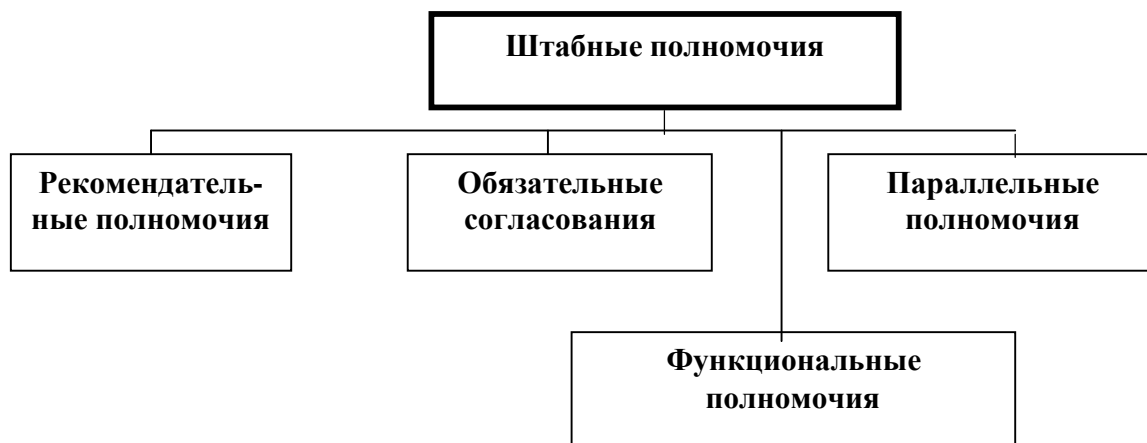 Штабные полномочия
Рекомендатель-
ные полномочия
Обязательные
согласования
Параллельные
полномочия
Функциональные
полномочия